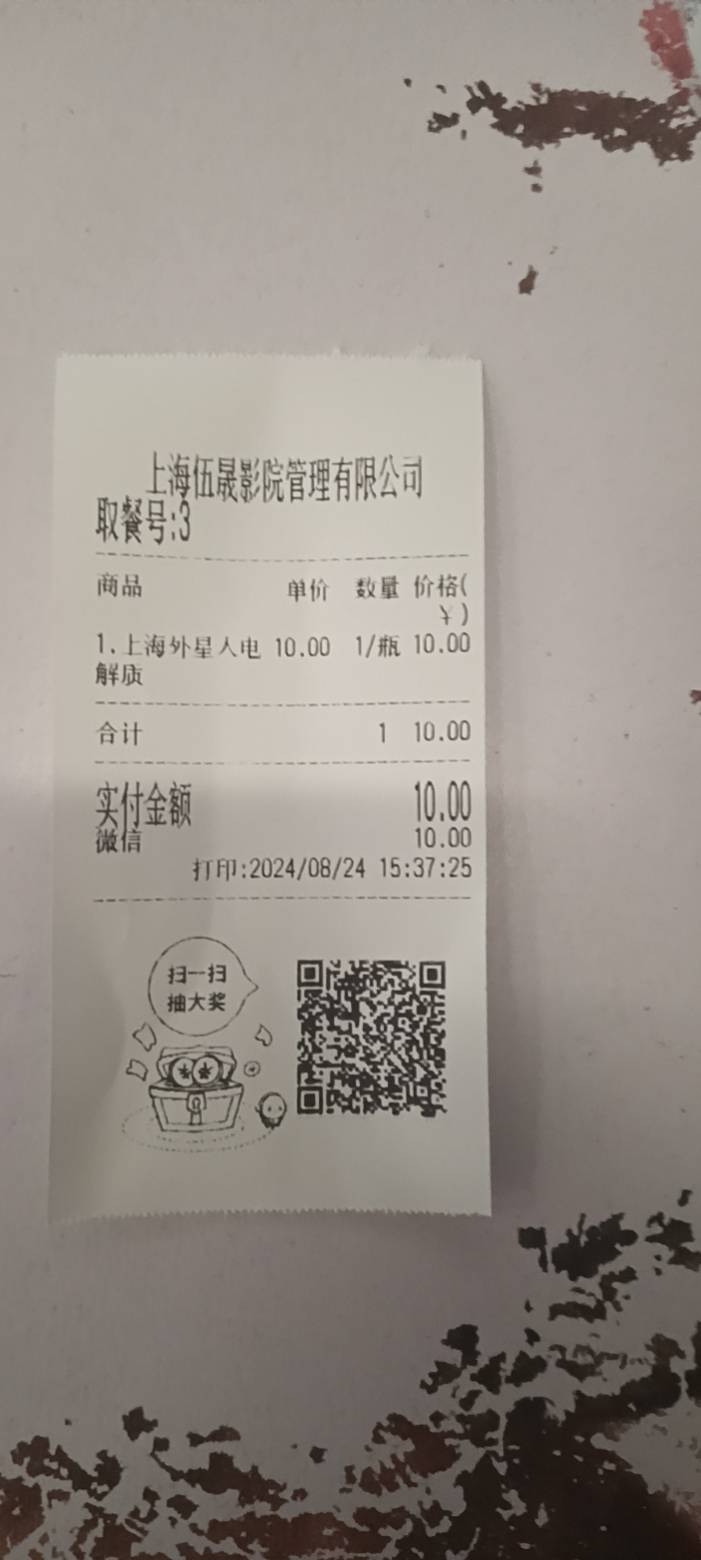 上海伍晟影院管理有限公司
取餐号:3
商品 单价 数量 价格(
￥)
1.上海外星人电 10.00 1/瓶 10.00
解质
合计 1 10.00
实付金额 10.00
微信 10.00
打印:2024/08/24 15:37:25
扫一扫
抽大奖